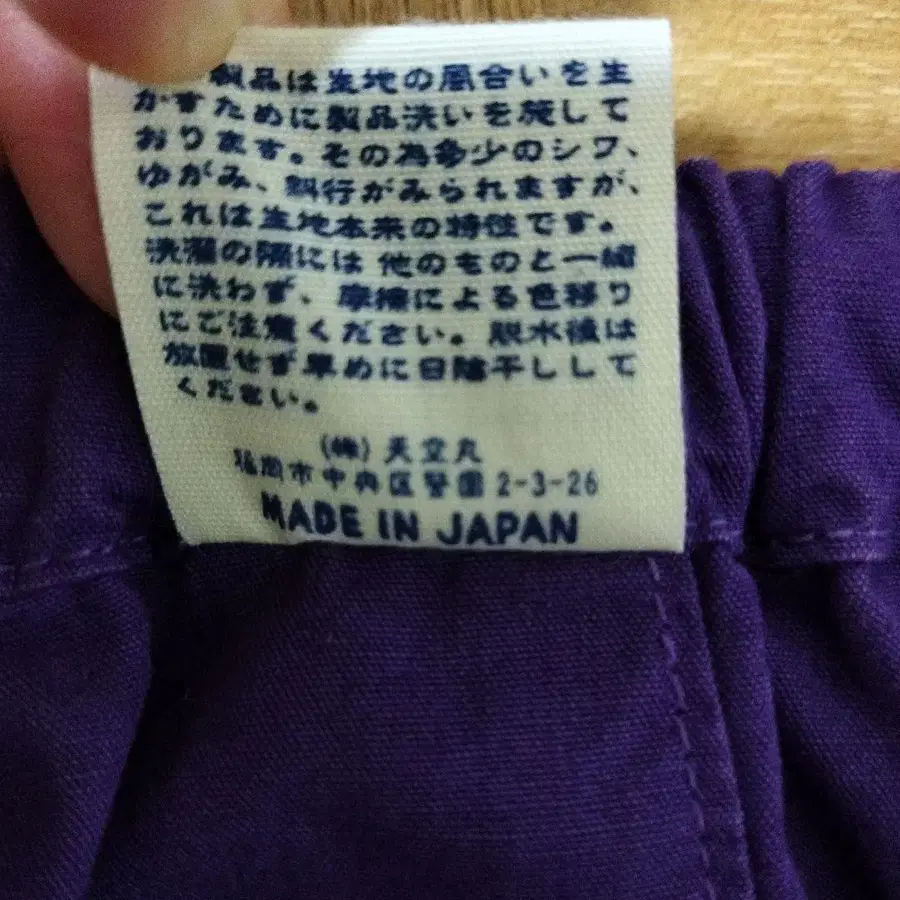 製品は生地の風合いを生
かすために製品洗いを施して
おります。その為多少のシワ、
ゆがみ、斜行がみられますが、
これは生地本来の特性です。
洗濯の際には他のものと一緒
に洗わず、摩擦による色移り
にご注意ください。脱水後は
放置せず早めに日陰干しして
ください。
(株)天空丸
福岡市中央区警固2-3-26
MADE IN JAPAN